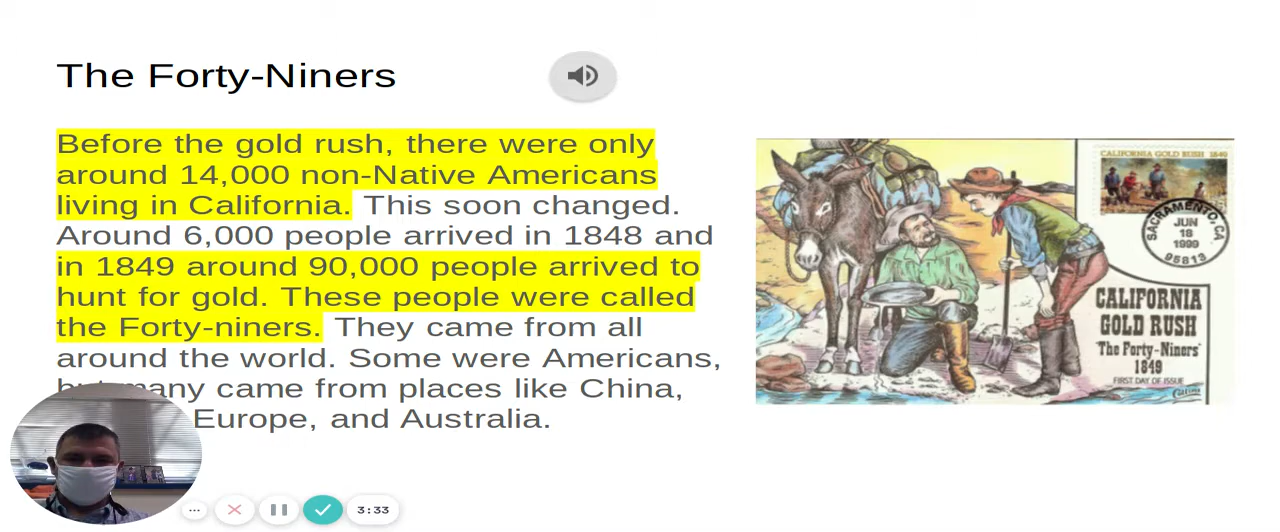 The Forty-Niners
Before the gold rush, there were only
around 14,000 non-Native Americans
living in California. This soon changed.
Around 6,000 people arrived in 1848 and
in 1849 around 90,000 people arrived to
hunt for gold. These people were called
the Forty-niners. They came from all
around the world. Some were Americans,
but many came from places like China,
Europe, and Australia.
CALIFORNIA GOLD RUSH 1849
SACRAMENTO, CA
JUN
18
1999
95813
CALIFORNIA
GOLD RUSH
The Forty-Niners
1849
FIRST DAY OF ISSUE
3:33